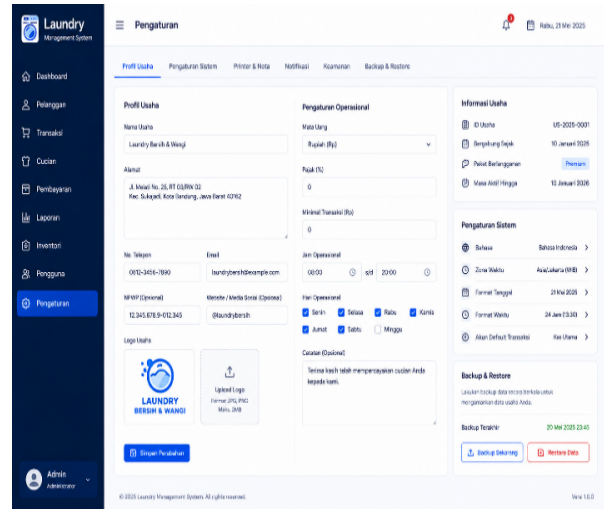 Laundry
Management System
Pengaturan
Rabu, 21 Mei 2025
Dashboard
Pelanggan
Transaksi
Cucian
Pembayaran
Laporan
Inventori
Pengguna
Pengaturan
Admin
Administrator
Profil Usaha
Pengaturan Sistem
Printer & Nota
Notifikasi
Keamanan
Backup & Restore
Profil Usaha
Nama Usaha
Laundry Bersih & Wangi
Alamat
Jl. Melati No. 25, RT 03/RW 02
Kec. Sukajadi, Kota Bandung, Jawa Barat 40162
No. Telepon
Email
0812-3456-7890
laundrybersih@example.com
NPWP (Opsional)
Website / Media Sosial (Opsional)
12.345.678.9-012.345
@laundrybersih
Logo Usaha
LAUNDRY
BERSIH & WANGI
Upload Logo
Format JPG, PNG
Maks. 2MB
Simpan Perubahan
Pengaturan Operasional
Mata Uang
Rupiah (Rp)
Pajak (%)
0
Minimal Transaksi (Rp)
0
Jam Operasional
08:00
s/d
20:00
Hari Operasional
Senin
Selasa
Rabu
Kamis
Jumat
Sabtu
Minggu
Catatan (Opsional)
Terima kasih telah mempercayakan cucian Anda
kepada kami.
Informasi Usaha
ID Usaha
US-2025-0001
Bergabung Sejak
10 Januari 2025
Paket Berlangganan
Premium
Masa Aktif Hingga
10 Januari 2026
Pengaturan Sistem
Bahasa
Bahasa Indonesia
Zona Waktu
Asia/Jakarta (WIB)
Format Tanggal
21 Mei 2025
Format Waktu
24 Jam (13:30)
Akun Default Transaksi
Kas Utama
Backup & Restore
Lakukan backup data secara berkala untuk
mengamankan data usaha Anda.
Backup Terakhir
20 Mei 2025 23:45
Backup Sekarang
Restore Data
© 2025 Laundry Management System. All rights reserved.
Versi 1.0.0